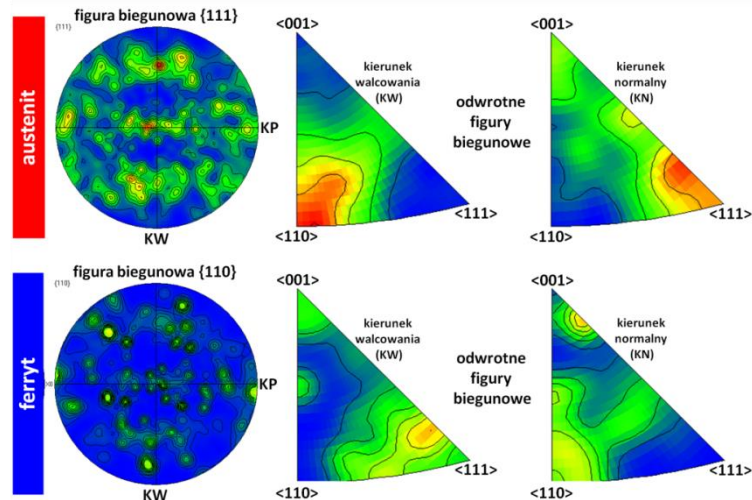 austenit
figura biegunowa {111}
{111}
KP
KW
<001>
kierunek
walcowania
(KW)
<110>
<111>
odwrotne
figury
biegunowe
<001>
kierunek
normalny
(KN)
<110>
<111>
ferryt
figura biegunowa {110}
{110}
KP
KW
<001>
kierunek
walcowania
(KW)
<110>
<111>
odwrotne
figury
biegunowe
<001>
kierunek
normalny
(KN)
<110>
<111>